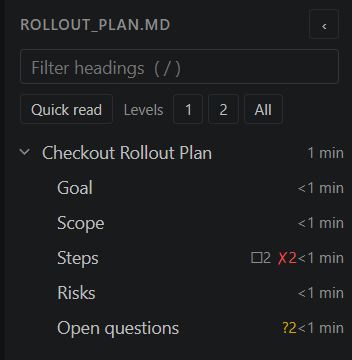 ROLLOUT_PLAN.MD ‹
Filter headings ( / )
Quick read Levels 1 2 All
Checkout Rollout Plan 1 min
Goal <1 min
Scope <1 min
Steps ☐2 ✗2<1 min
Risks <1 min
Open questions ?2<1 min